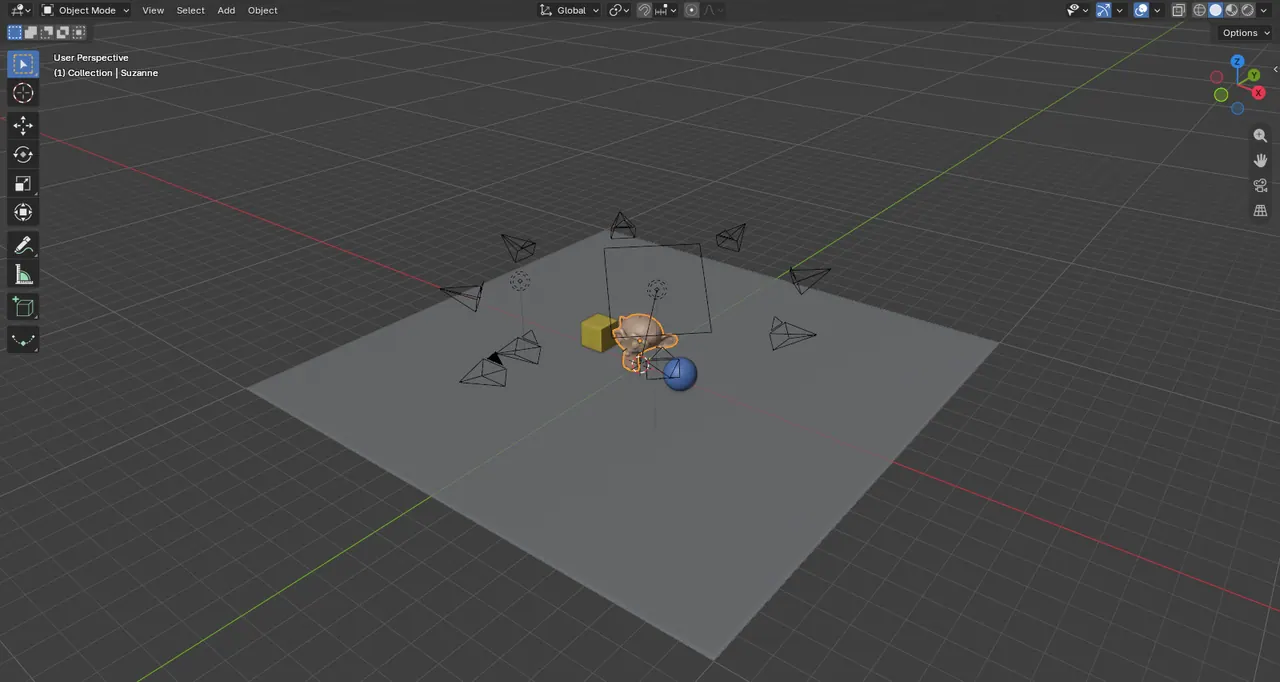 Object Mode View Select Add Object Global
Options
User Perspective
(1) Collection | Suzanne
Z
Y
X